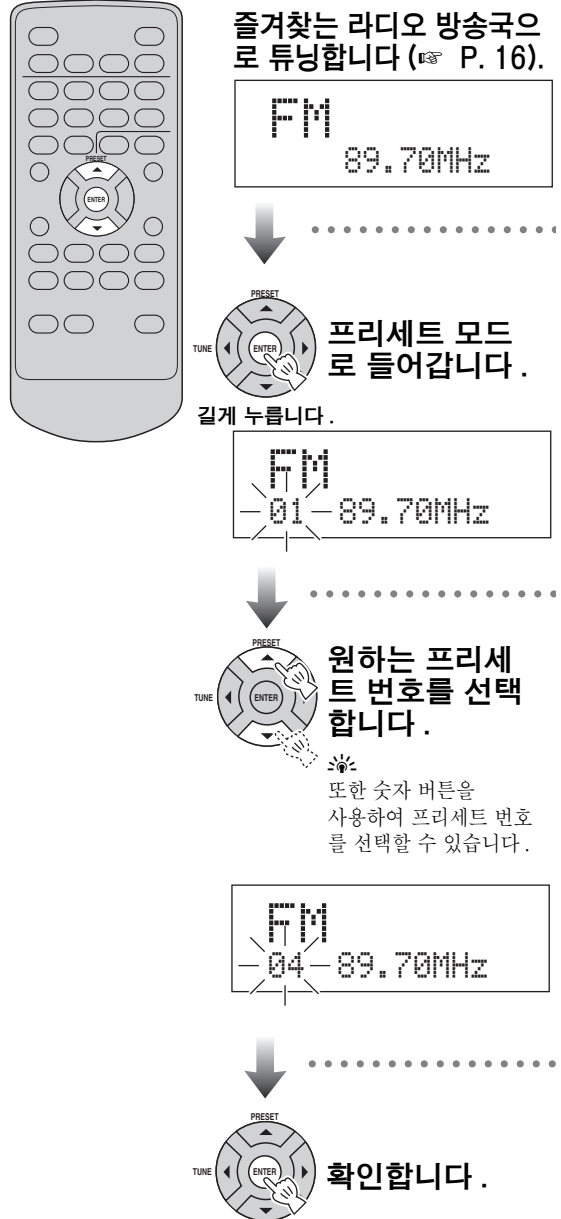 즐겨찾는 라디오 방송국으
로 튜닝합니다 (☞ P. 16).
FM
89.70MHz
PRESET
ENTER
PRESET
TUNE
ENTER
프리세트 모드
로 들어갑니다.
길게 누릅니다.
FM
01 89.70MHz
PRESET
TUNE
ENTER
원하는 프리세
트 번호를 선택
합니다.
또한 숫자 버튼을
사용하여 프리세트 번호
를 선택할 수 있습니다.
FM
04 89.70MHz
PRESET
TUNE
ENTER
확인합니다.